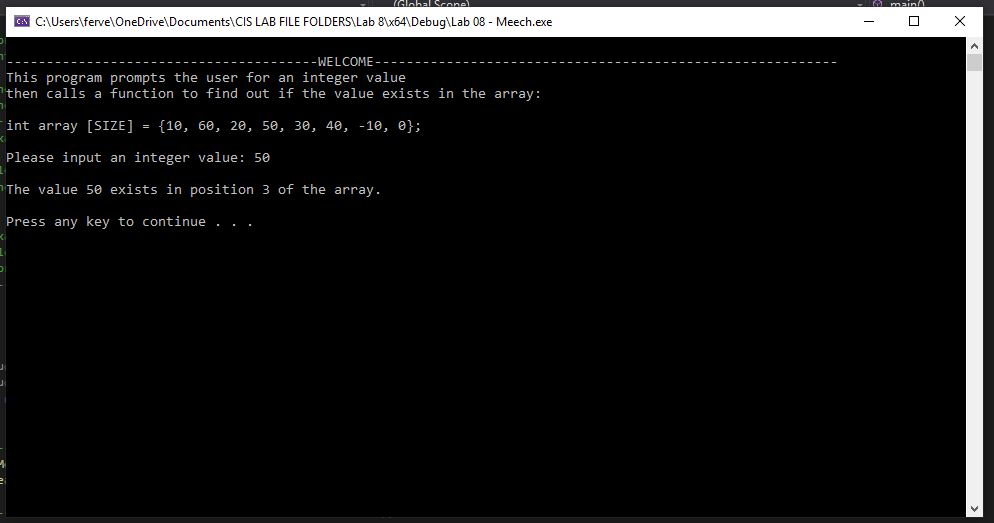 (Global Scope) main()
C:\Users\ferve\OneDrive\Documents\CIS LAB FILE FOLDERS\Lab 8\x64\Debug\Lab 08 - Meech.exe
---------------------------------------WELCOME----------------------------------------------------------
This program prompts the user for an integer value
then calls a function to find out if the value exists in the array:
int array [SIZE] = {10, 60, 20, 50, 30, 40, -10, 0};
Please input an integer value: 50
The value 50 exists in position 3 of the array.
Press any key to continue . . .